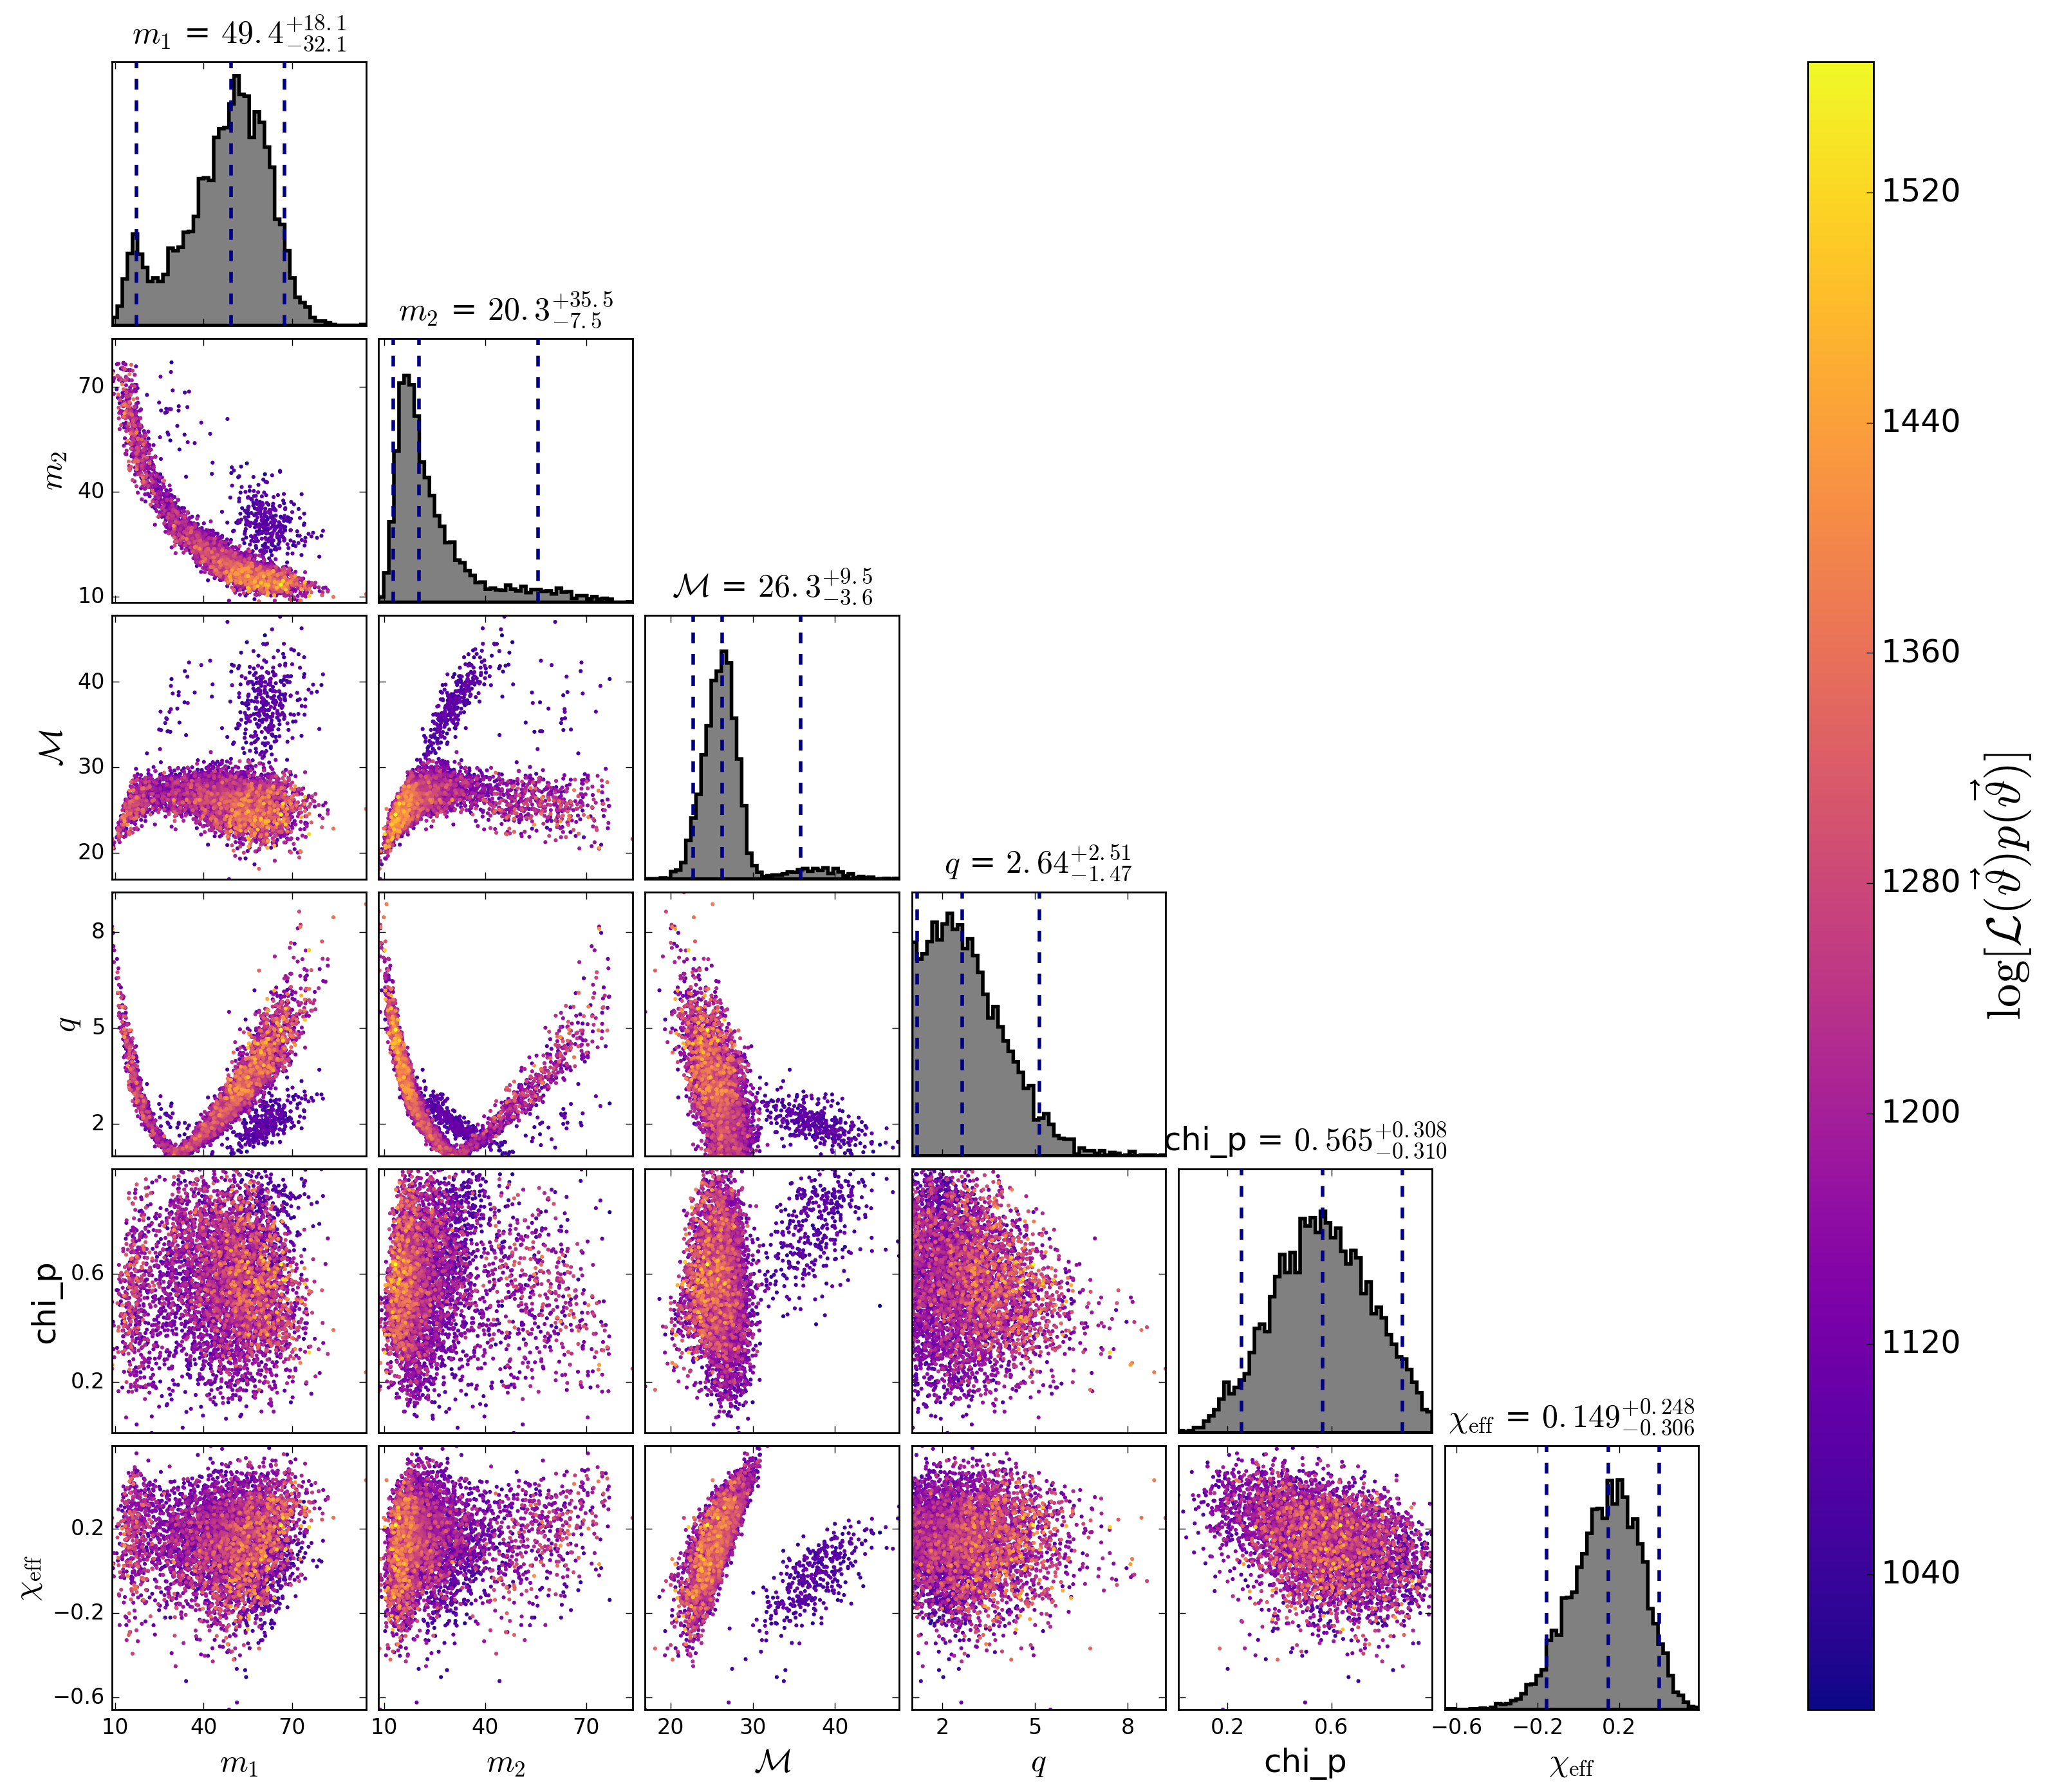 m₁ = 49.4 +18.1 −32.1
m₂ = 20.3 +35.5 −7.5
70
40
10
m₂
ℳ = 26.3 +9.5 −3.6
40
30
20
ℳ
q = 2.64 +2.51 −1.47
8
5
2
q
chi_p = 0.565 +0.308 −0.310
0.6
0.2
chi_p
χeff = 0.149 +0.248 −0.306
0.2
−0.2
−0.6
χeff
10 40 70
10 40 70
20 30 40
2 5 8
0.2 0.6
−0.6 −0.2 0.2
m₁
m₂
ℳ
q
chi_p
χeff
1520
1440
1360
1280
1200
1120
1040
log[ℒ(ϑ⃗)p(ϑ⃗)]